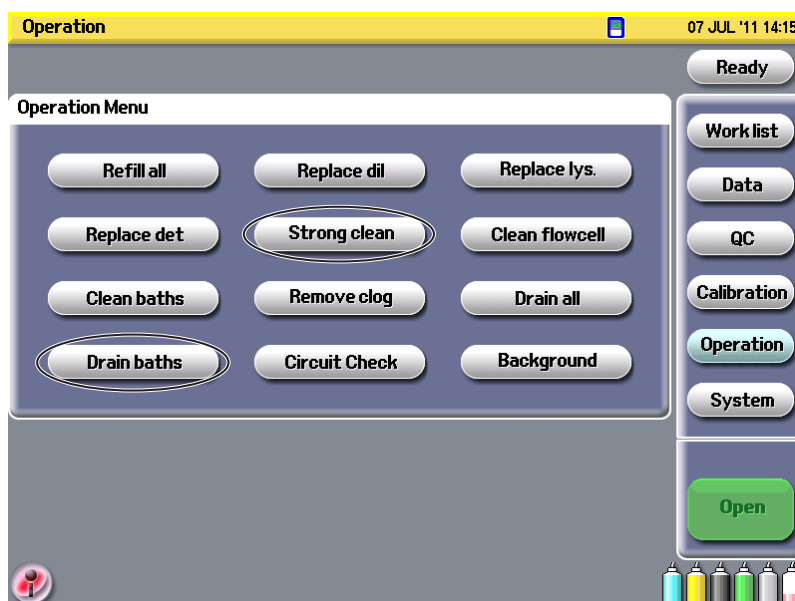 Operation
07 JUL '11 14:15
Ready
Operation Menu
Refill all
Replace dil
Replace lys.
Replace det
Strong clean
Clean flowcell
Clean baths
Remove clog
Drain all
Drain baths
Circuit Check
Background
Work list
Data
QC
Calibration
Operation
System
Open